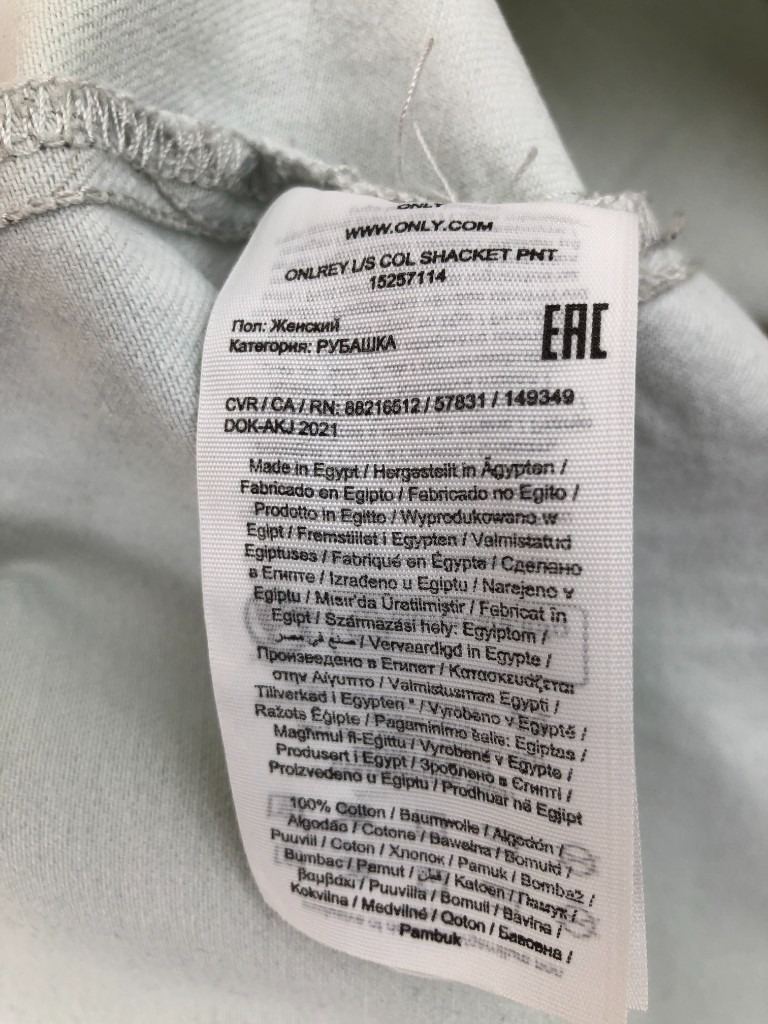 ONLY
WWW.ONLY.COM
ONLREY L/S COL SHACKET PNT
15257114
Пол: Женский
Категория: РУБАШКА
EAC
CVR / CA / RN: 88216512 / 57831 / 149349
DOK-AKJ 2021
Made in Egypt / Hergestellt in Ägypten /
Fabricado en Egipto / Fabricado no Egito /
Prodotto in Egitto / Wyprodukowano w
Egipt / Fremstillet i Egypten / Valmistatud
Egiptuses / Fabriqué en Égypte / Сделано
в Египте / Izrađeno u Egiptu / Narejeno v
Egiptu / Mısır'da Üretilmiştir / Fabricat în
Egipt / Származási hely: Egyiptom /
صنع في مصر / Vervaardigd in Egypte /
Произведено в Египет / Κατασκευάζεται
στην Αίγυπτο / Valmistusmaa Egypti /
Tillverkad i Egypten * / Vyrobeno v Egyptě /
Ražots Ēģipte / Pagaminimo šalis: Egiptas /
Magħmul fl-Eġittu / Vyrobené v Egypte /
Produsert i Egypt / Зроблено в Єгипті /
Proizvedeno u Egiptu / Prodhuar në Egjipt
100% Cotton / Baumwolle / Algodón /
Algodão / Cotone / Bawełna / Bomuld /
Puuvill / Coton / Хлопок / Pamuk / Bombaž /
Bumbac / Pamut / قطن / Katoen / Памук /
βαμβάκι / Puuvilla / Bomull / Bavlna /
Kokvilna / Medvilnė / Qoton / Бавовна /
Pambuk